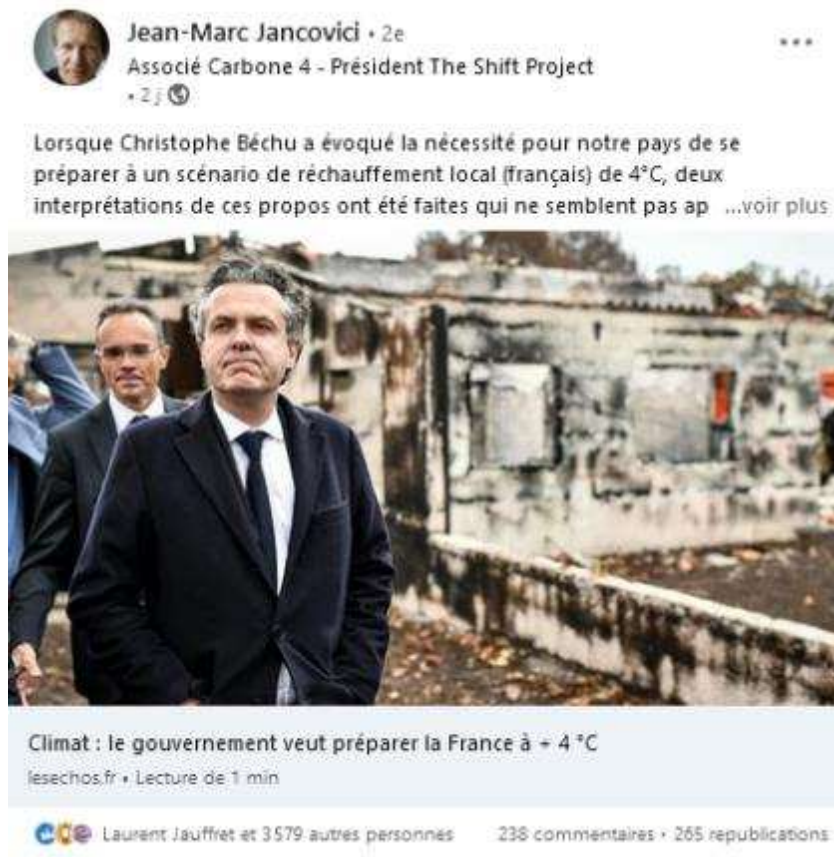 Jean-Marc Jancovici • 2e
Associé Carbone 4 - Président The Shift Project
• 2 j
Lorsque Christophe Béchu a évoqué la nécessité pour notre pays de se
préparer à un scénario de réchauffement local (français) de 4°C, deux
interprétations de ces propos ont été faites qui ne semblent pas ap ...voir plus
Climat : le gouvernement veut préparer la France à + 4 °C
lesechos.fr • Lecture de 1 min
Laurent Jauffret et 3 579 autres personnes 238 commentaires • 265 republications